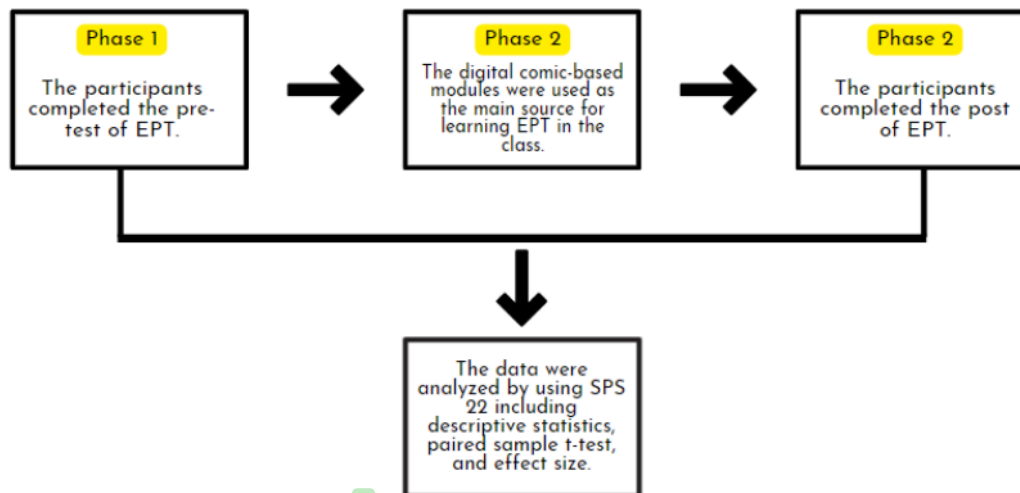 Phase 1
The participants
completed the pre-
test of EPT.
Phase 2
The digital comic-based
modules were used as
the main source for
learning EPT in the
class.
Phase 2
The participants
completed the post
of EPT.
The data were
analyzed by using SPS
22 including
descriptive statistics,
paired sample t-test,
and effect size.